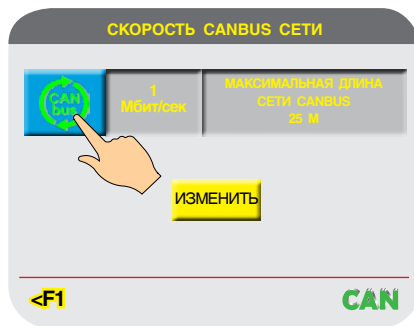 СКОРОСТЬ CANBUS СЕТИ
CAN
bus
1
Мбит/сек
МАКСИМАЛЬНАЯ ДЛИНА
СЕТИ CANBUS
25 М
ИЗМЕНИТЬ
<F1
CAN